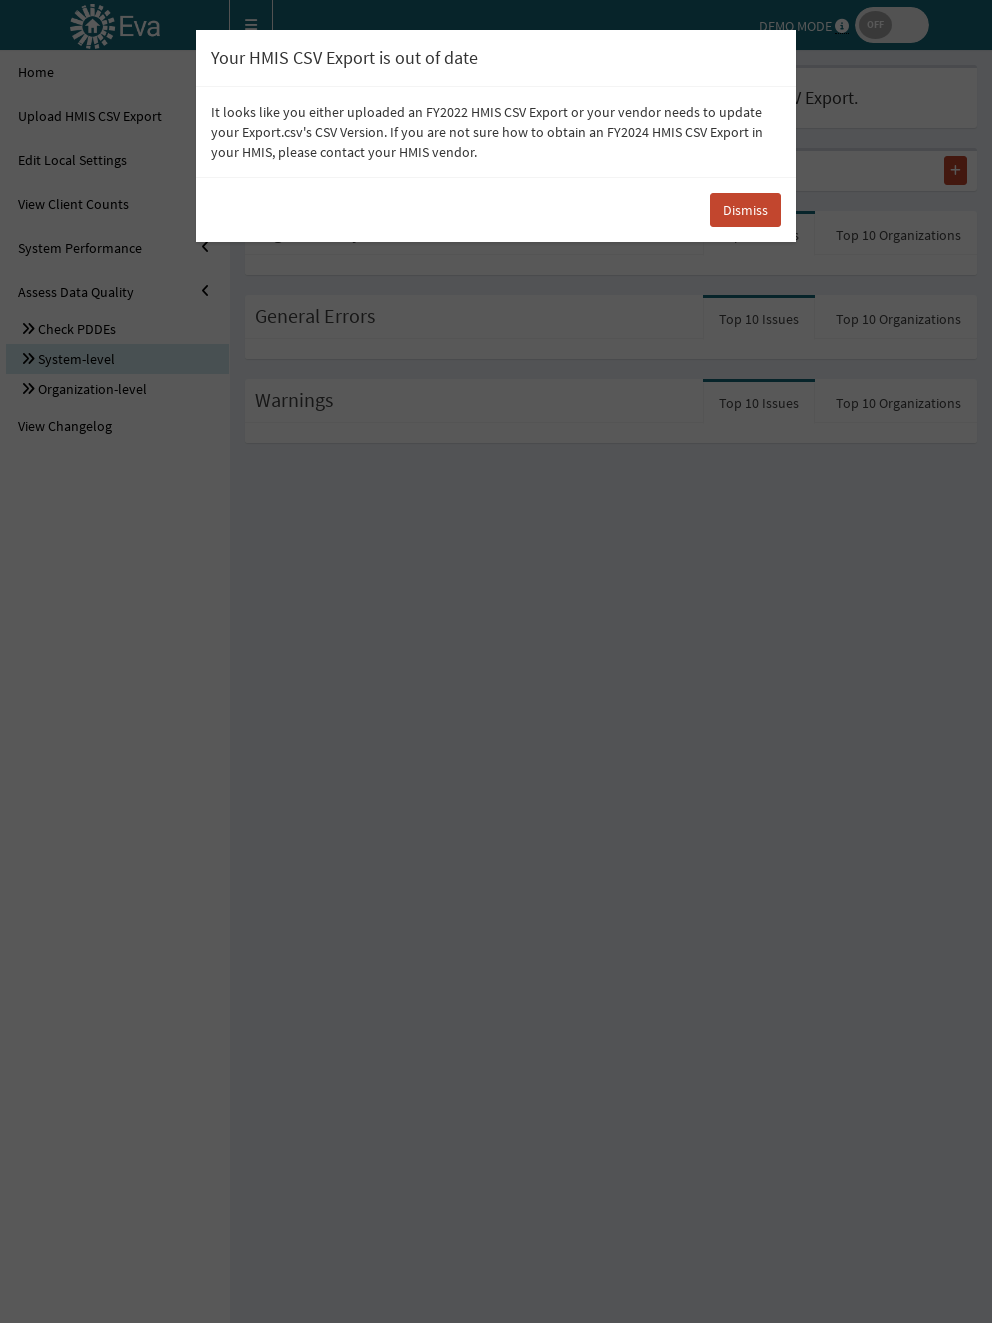 Eva
DEMO MODE
OFF
Your HMIS CSV Export is out of date
It looks like you either uploaded an FY2022 HMIS CSV Export or your vendor needs to update
your Export.csv's CSV Version. If you are not sure how to obtain an FY2024 HMIS CSV Export in
your HMIS, please contact your HMIS vendor.
Dismiss
Home
Upload HMIS CSV Export
Edit Local Settings
View Client Counts
System Performance
Assess Data Quality
Check PDDEs
System-level
Organization-level
View Changelog
Export.
+
Top 10 Organizations
General Errors
Top 10 Issues
Top 10 Organizations
Warnings
Top 10 Issues
Top 10 Organizations